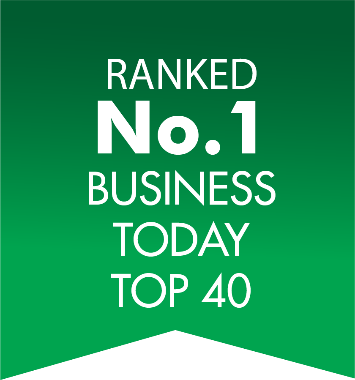 RANKED
No.1
BUSINESS
TODAY
TOP 40